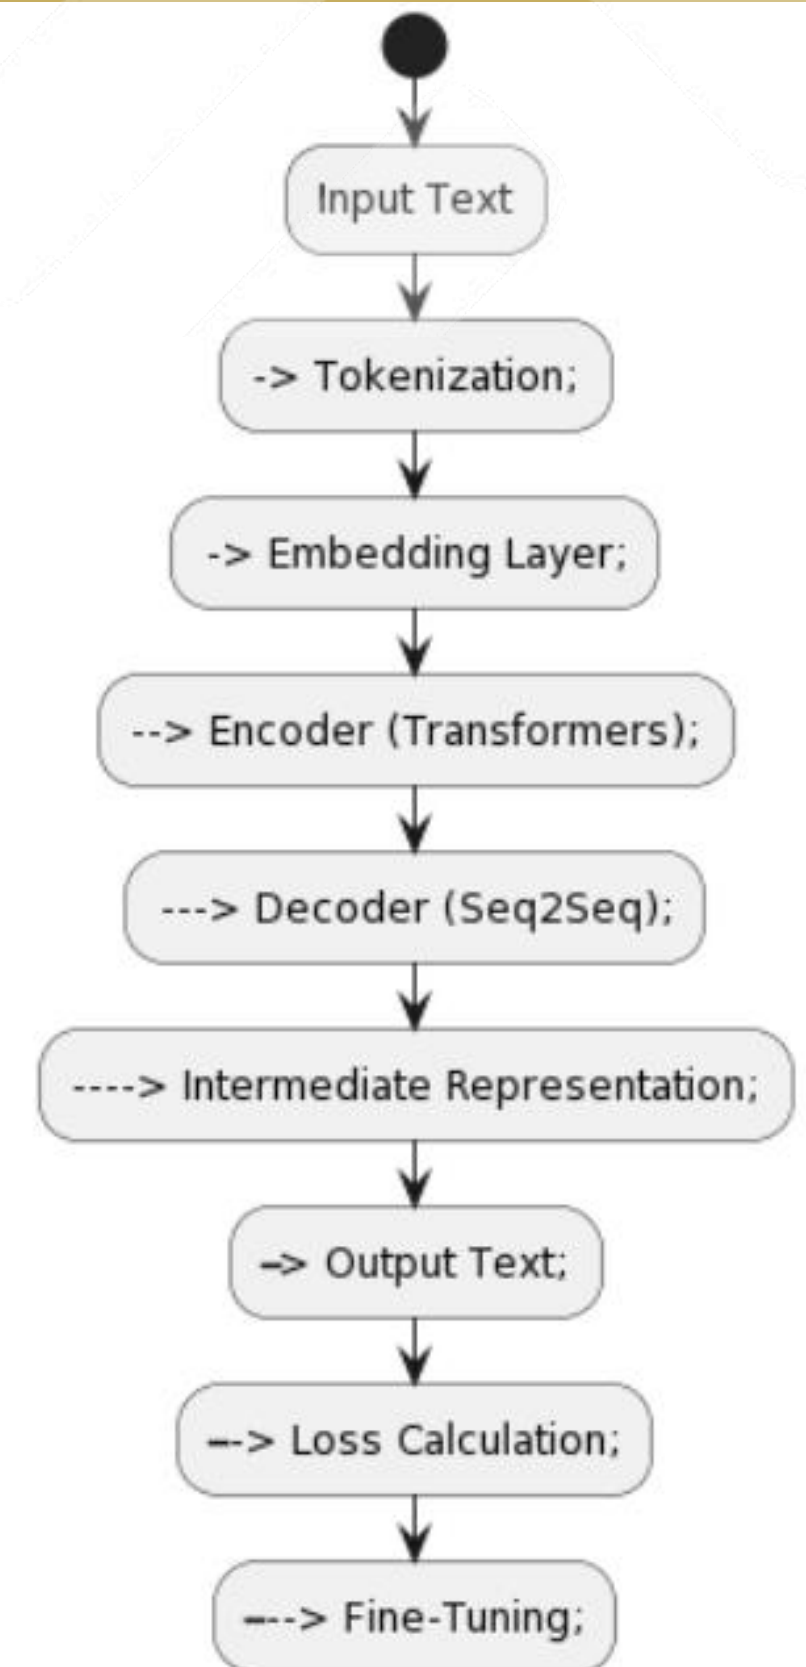 Input Text
-> Tokenization;
-> Embedding Layer;
--> Encoder (Transformers);
---> Decoder (Seq2Seq);
----> Intermediate Representation;
–> Output Text;
–-> Loss Calculation;
–--> Fine-Tuning;